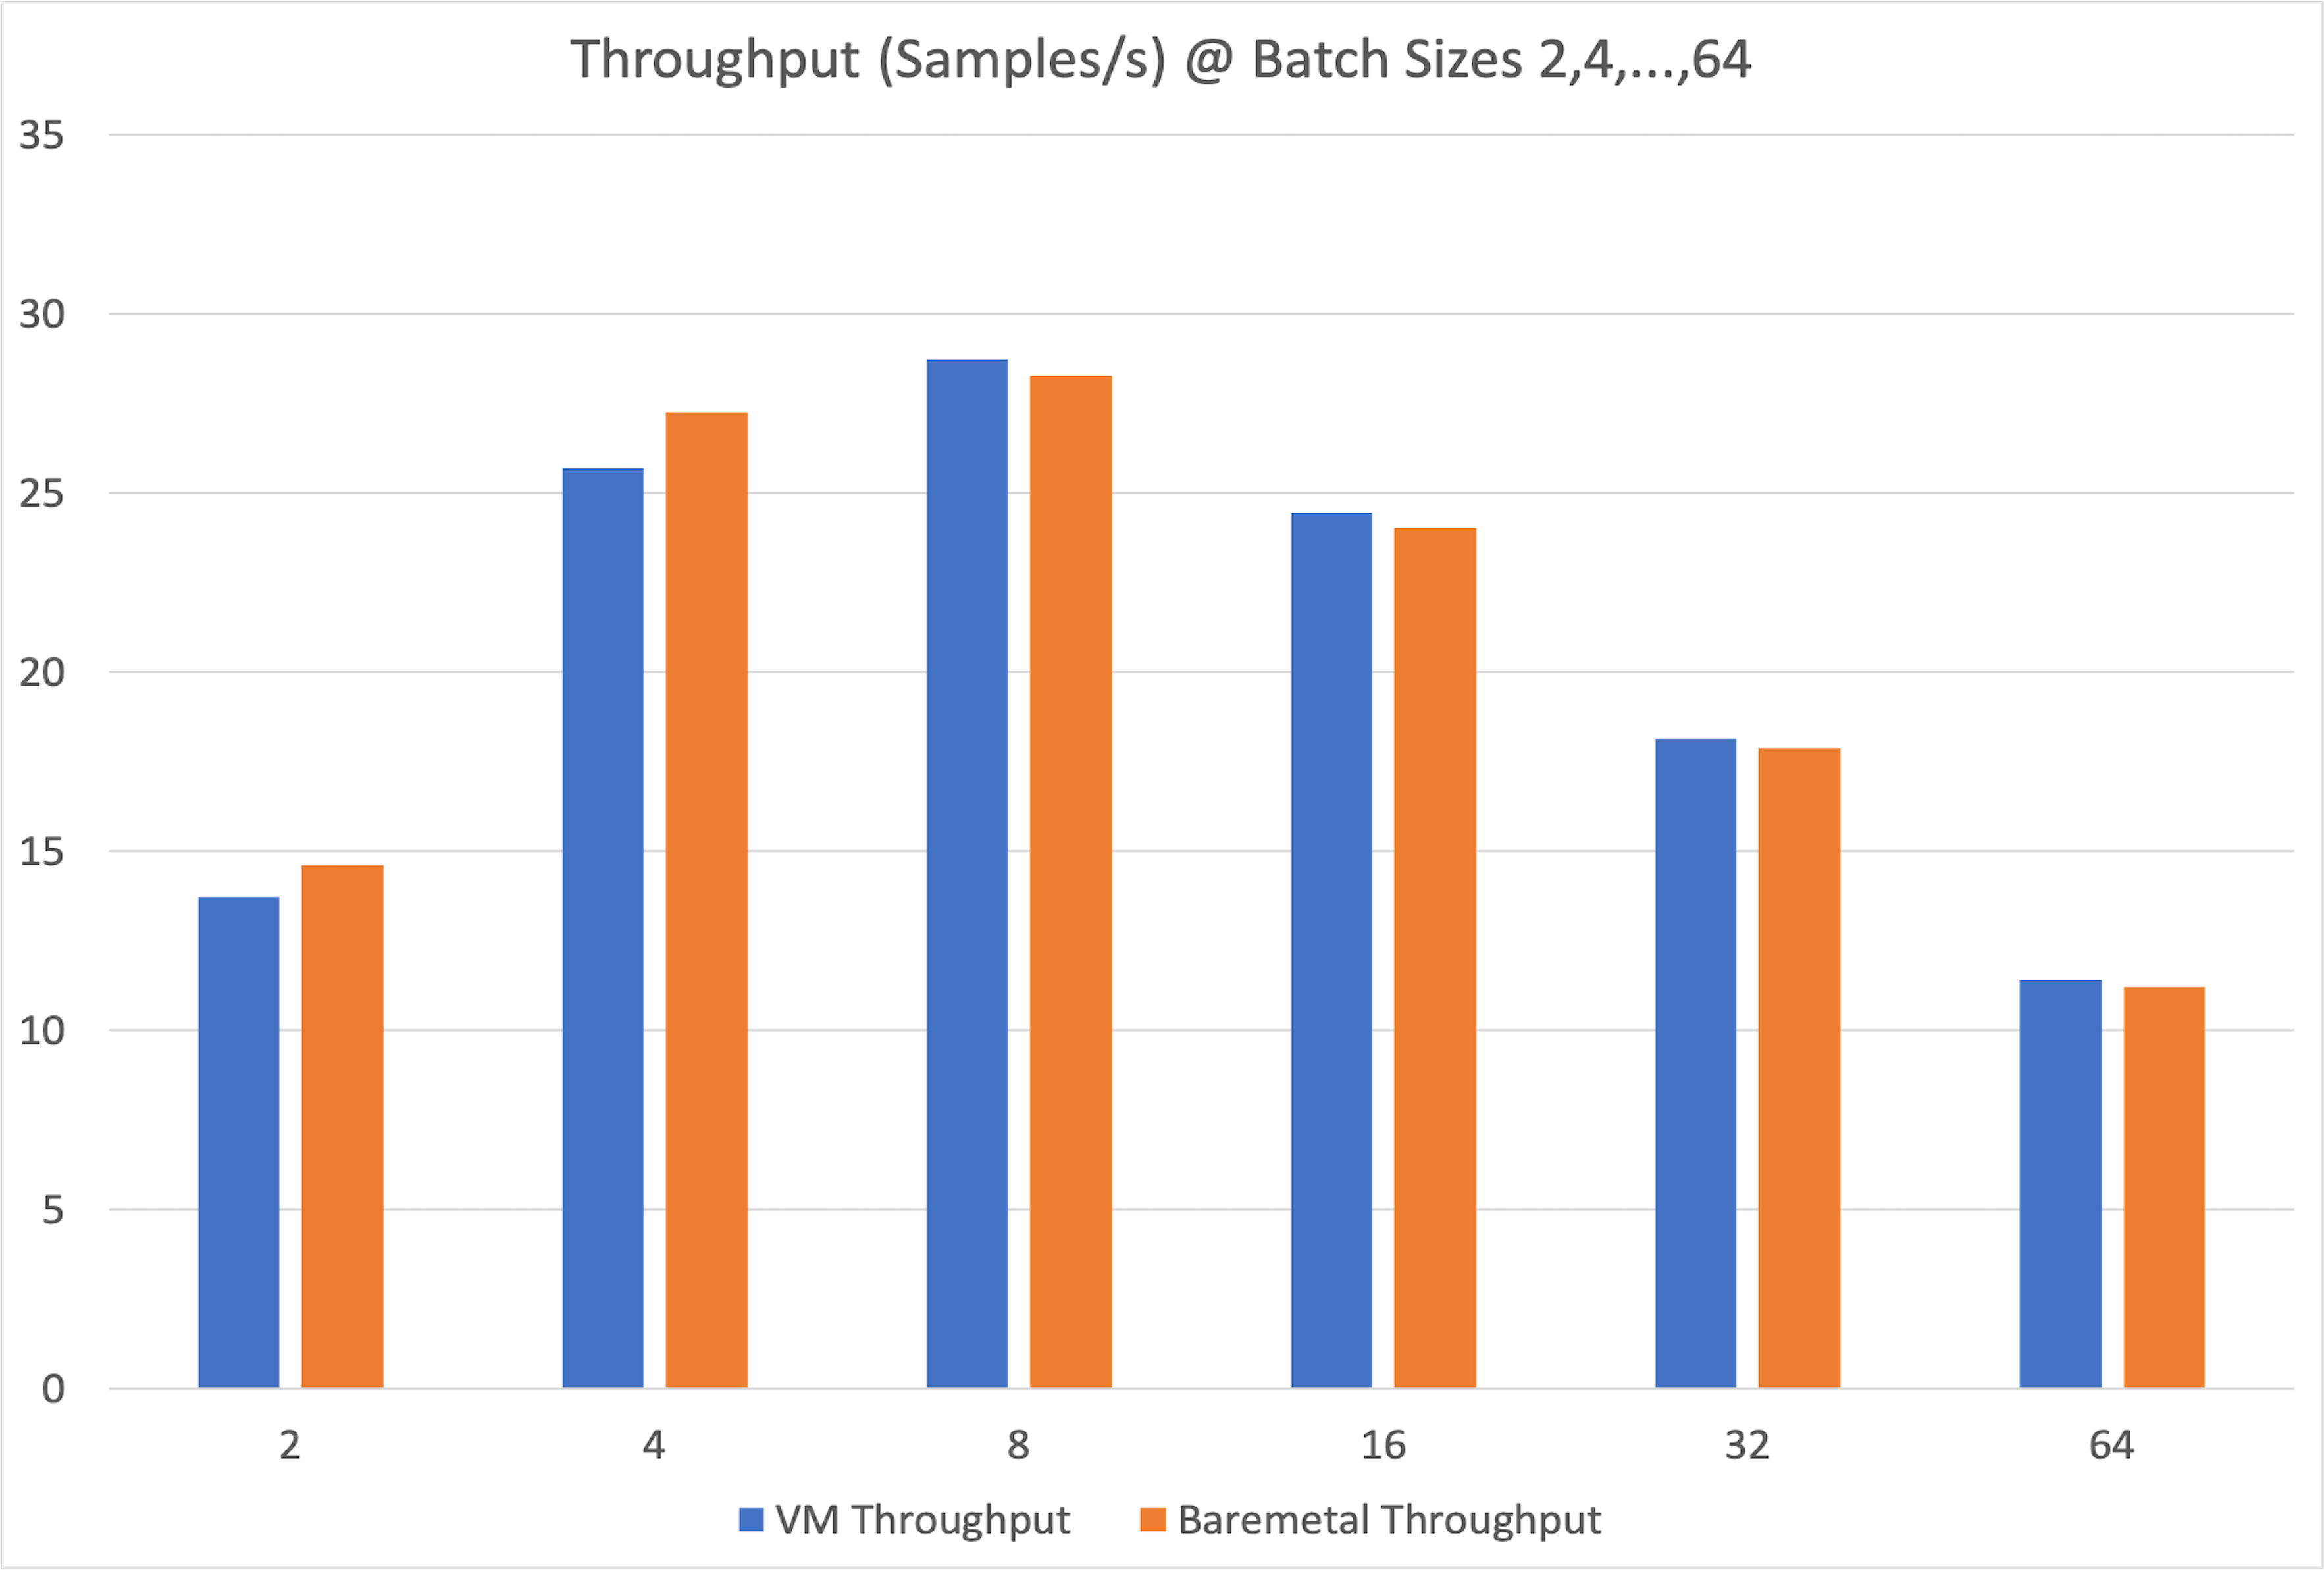 Throughput (Samples/s) @ Batch Sizes 2,4,...,64
35
30
25
20
15
10
5
0
2 4 8 16 32 64
VM Throughput Baremetal Throughput